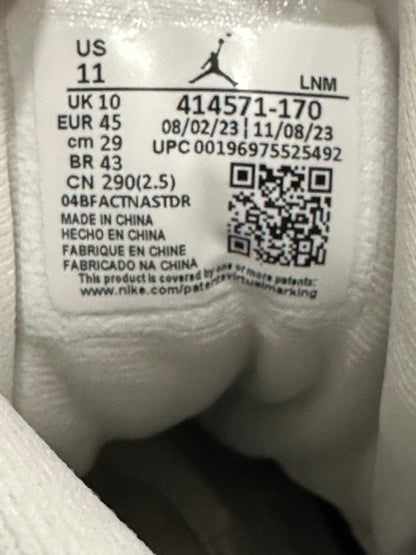 US
11
LNM
UK 10
414571-170
EUR 45
08/02/23 | 11/08/23
cm 29
UPC 00196975525492
BR 43
CN 290(2.5)
04BFACTNASTDR
MADE IN CHINA
HECHO EN CHINA
FABRIQUE EN CHINE
FABRICADO NA CHINA
This product is covered by one or more patents:
www.nike.com/patentsvirtualmarking